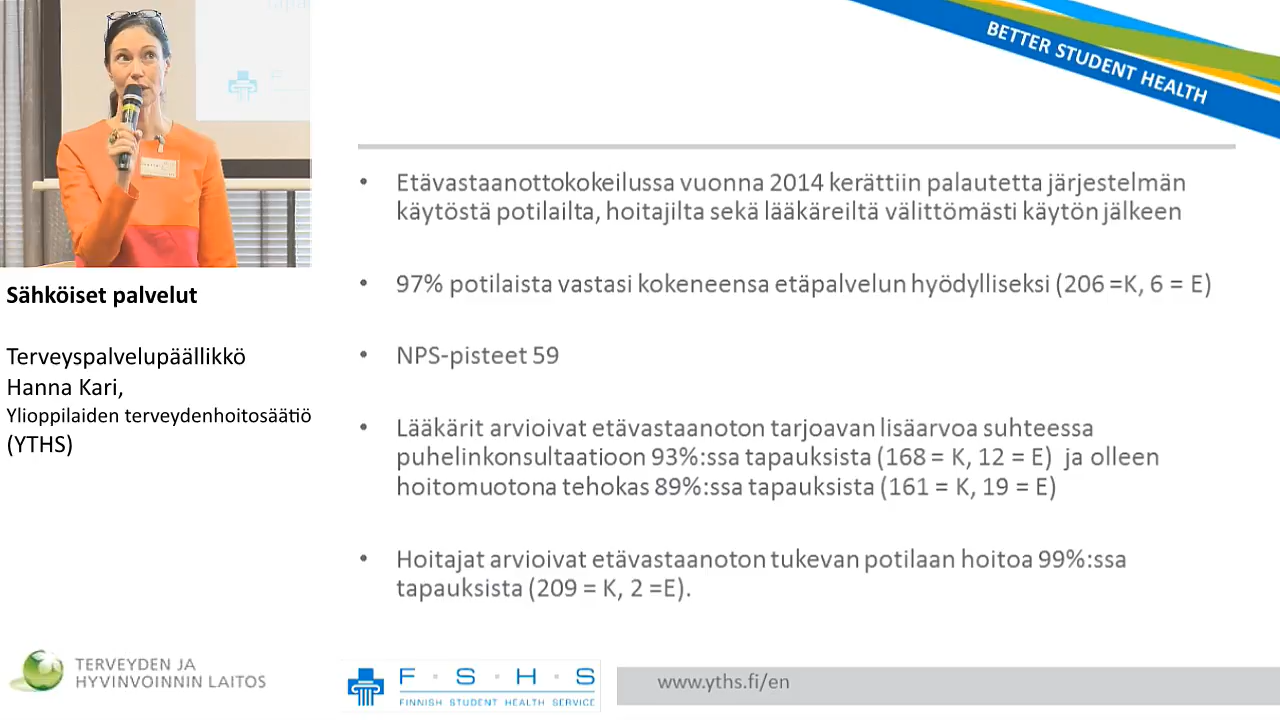 BETTER STUDENT HEALTH
Sähköiset palvelut
Terveyspalvelupäällikkö
Hanna Kari,
Ylioppilaiden terveydenhoitosäätiö
(YTHS)
• Etävastaanottokokeilussa vuonna 2014 kerättiin palautetta järjestelmän
käytöstä potilailta, hoitajilta sekä lääkäreiltä välittömästi käytön jälkeen
• 97% potilaista vastasi kokeneensa etäpalvelun hyödylliseksi (206 =K, 6 = E)
• NPS-pisteet 59
• Lääkärit arvioivat etävastaanoton tarjoavan lisäarvoa suhteessa
puhelinkonsultaatioon 93%:ssa tapauksista (168 = K, 12 = E) ja olleen
hoitomuotona tehokas 89%:ssa tapauksista (161 = K, 19 = E)
• Hoitajat arvioivat etävastaanoton tukevan potilaan hoitoa 99%:ssa
tapauksista (209 = K, 2 =E).
TERVEYDEN JA
HYVINVOINNIN LAITOS
F · S · H · S
FINNISH STUDENT HEALTH SERVICE
www.yths.fi/en